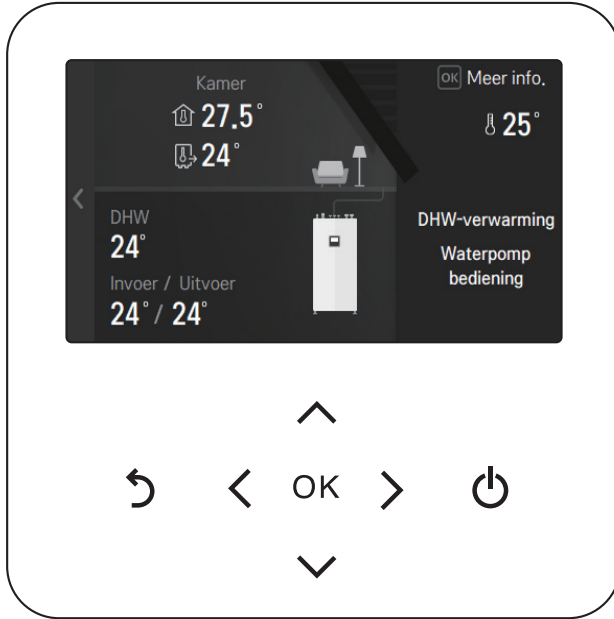 Kamer
27.5°
24°
OK Meer info.
25°
DHW
24°
Invoer / Uitvoer
24° / 24°
DHW-verwarming
Waterpomp
bediening
OK